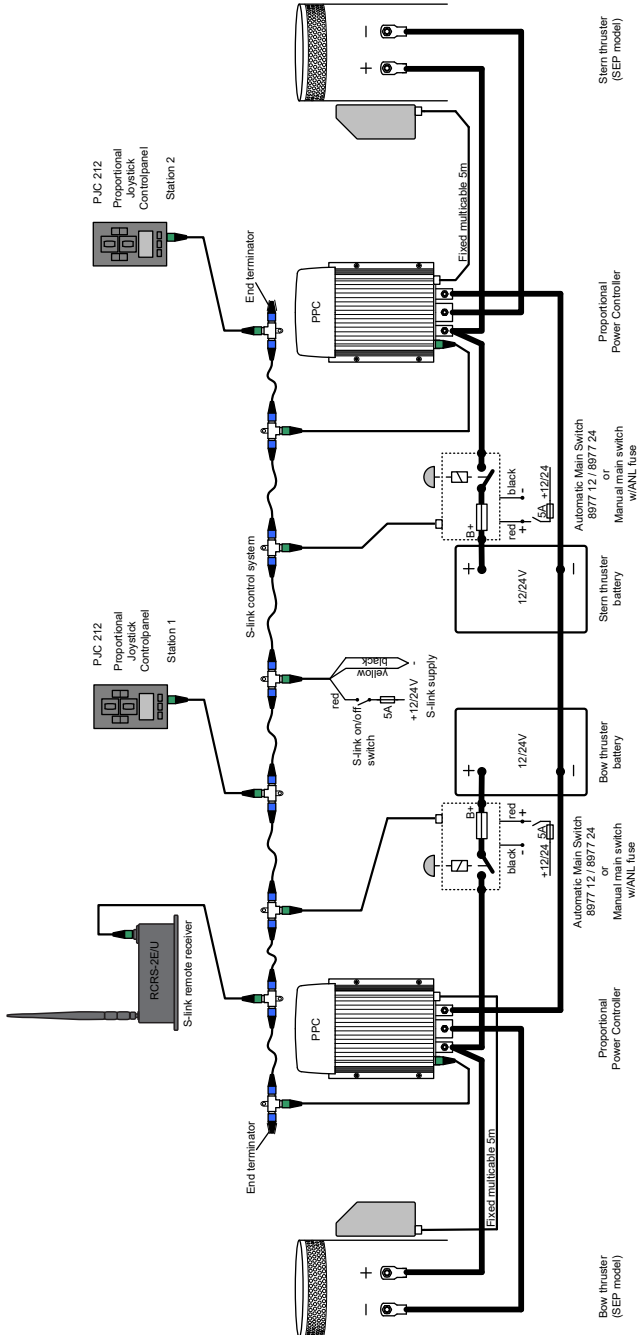 PJC 212
Proportional
Joystick
Controlpanel
Station 2
PJC 212
Proportional
Joystick
Controlpanel
Station 1
RCRS-2E/U
S-link remote receiver
End terminator
S-link control system
End terminator
PPC
PPC
Fixed multicable 5m
Fixed multicable 5m
red
black
yellow
S-link on/off
switch
5A
+12/24V
-
S-link supply
+
-
+
-
B+
red
+
black
-
5A
+12/24
B+
red
+
black
-
5A
+12/24
+
12/24V
-
+
12/24V
-
Bow thruster
(SEP model)
Proportional
Power Controller
Automatic Main Switch
8977 12 / 8977 24
or
Manual main switch
w/ANL fuse
Bow thruster
battery
Stern thruster
battery
Automatic Main Switch
8977 12 / 8977 24
or
Manual main switch
w/ANL fuse
Proportional
Power Controller
Stern thruster
(SEP model)